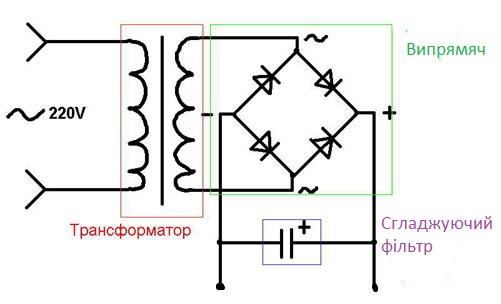 Випрямяч
~ 220V
~
- +
~
Трансформатор
+
Сгладжуючий
фільтр